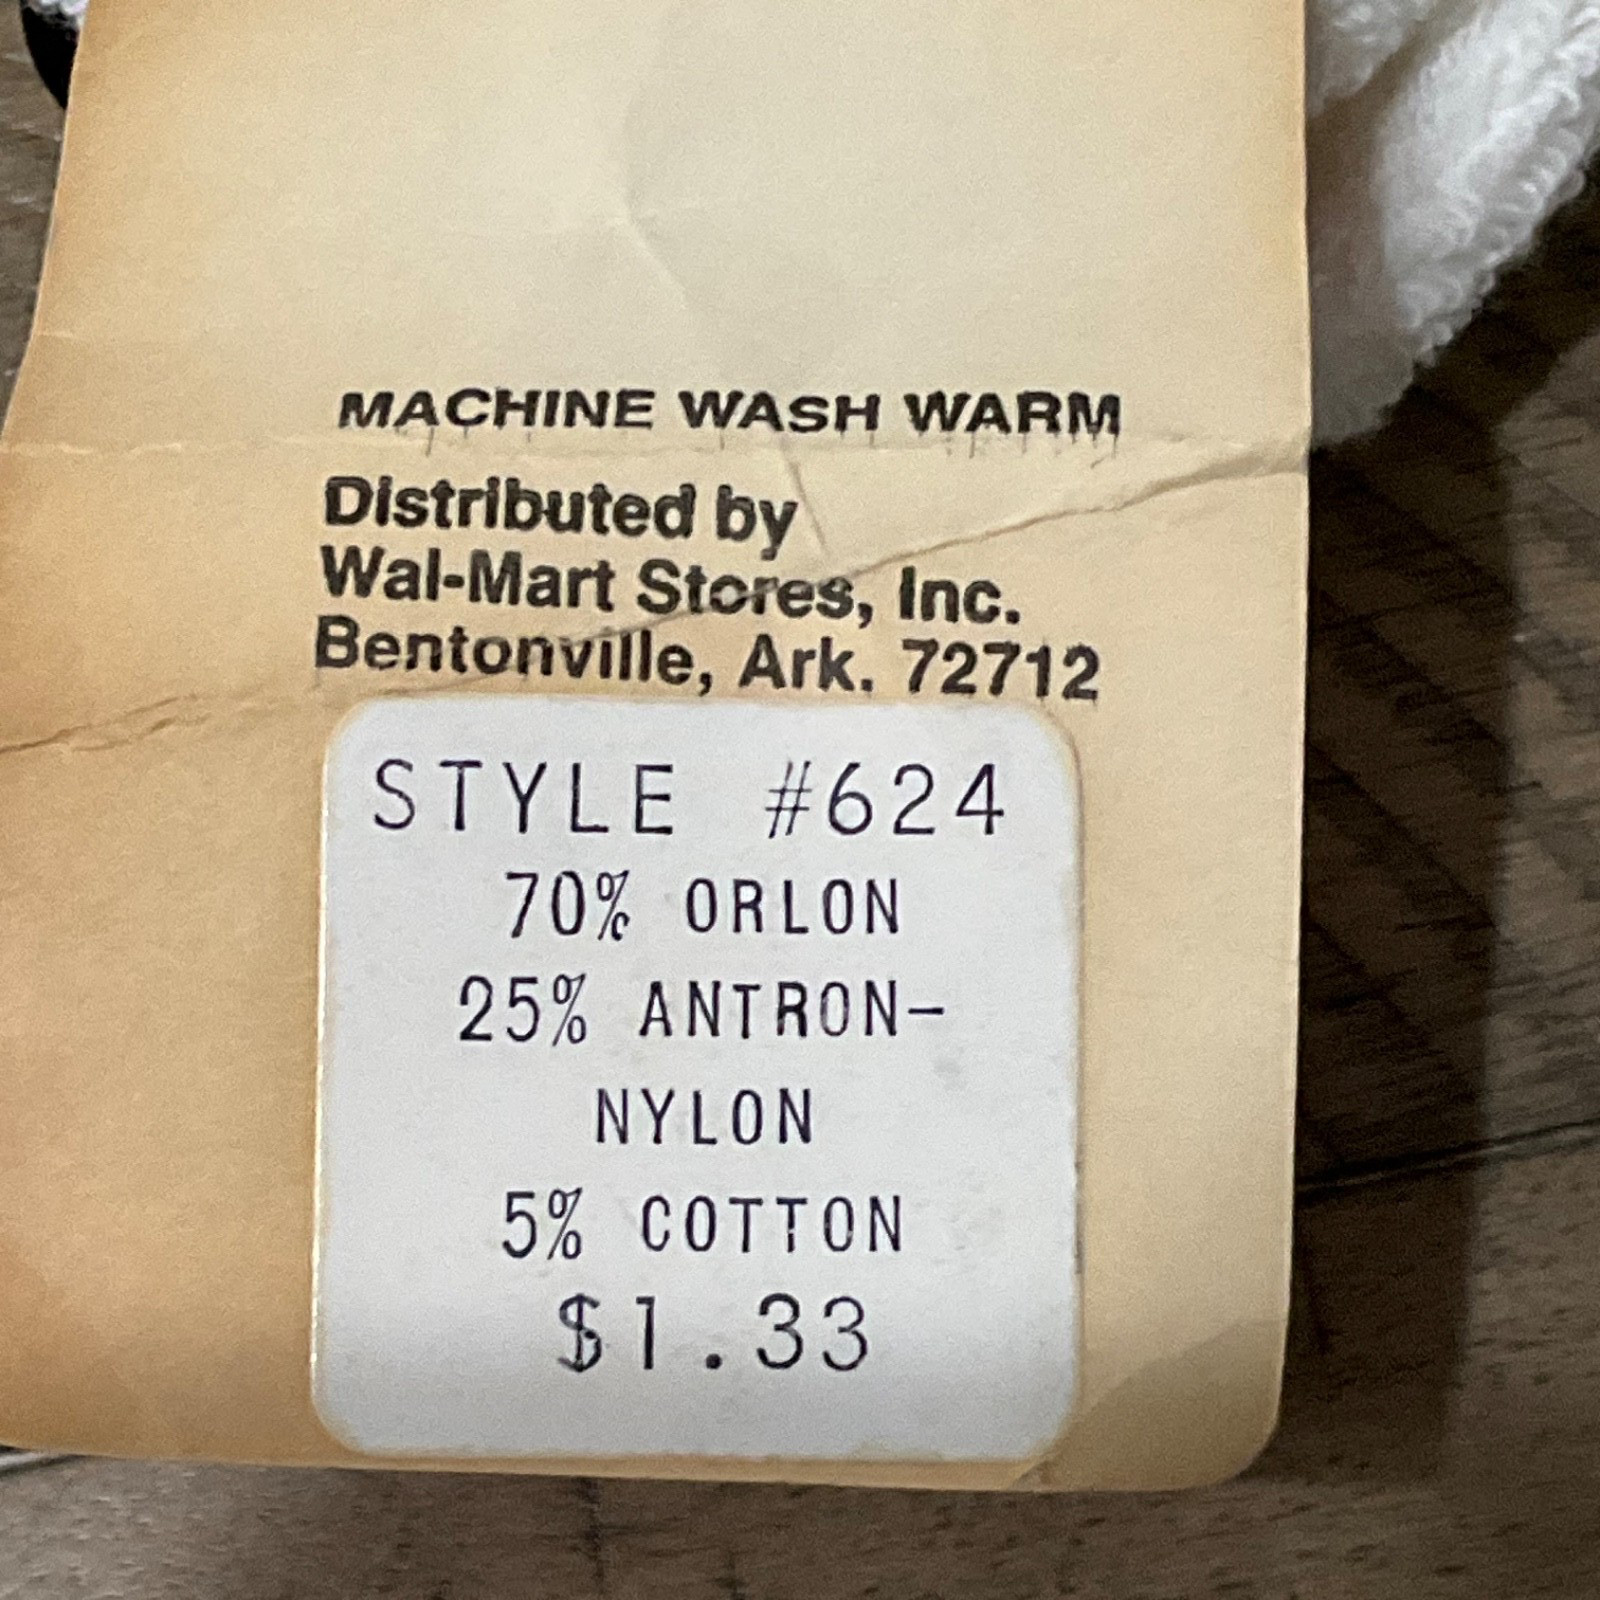 MACHINE WASH WARM
Distributed by
Wal-Mart Stores, Inc.
Bentonville, Ark. 72712
STYLE #624
70% ORLON
25% ANTRON-
NYLON
5% COTTON
$1.33